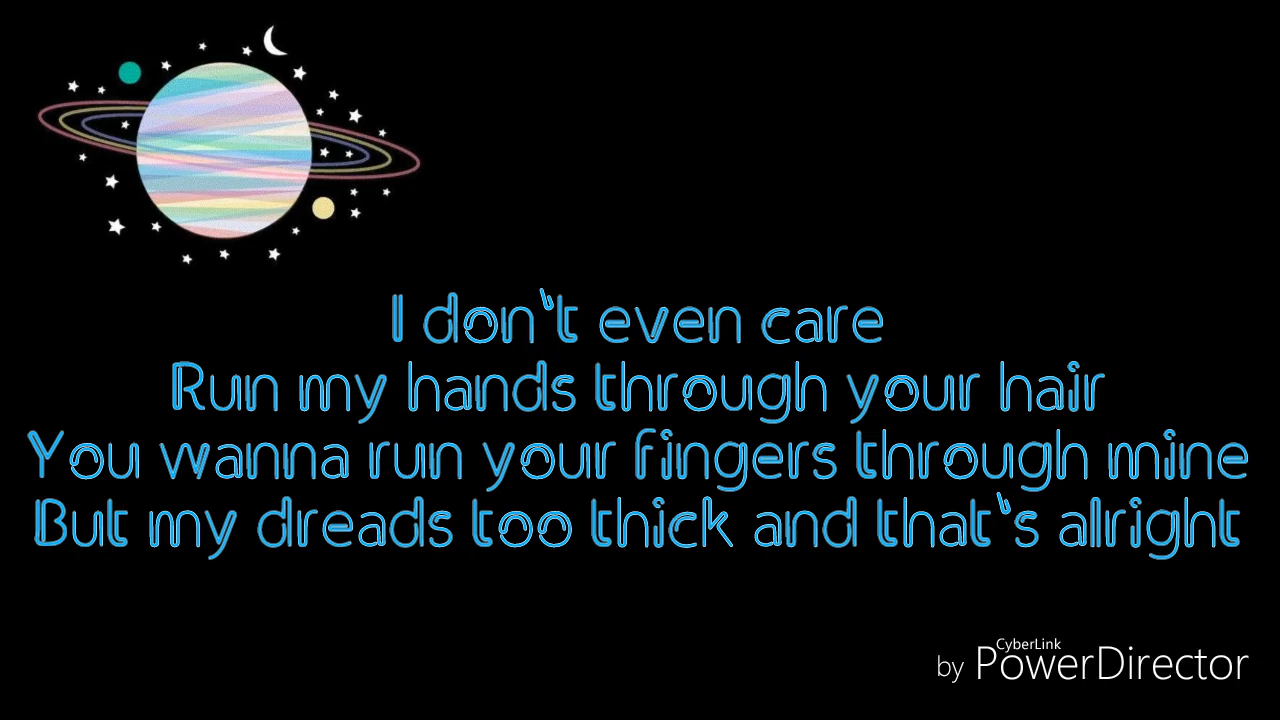 I don't even care
Run my hands through your hair
You wanna run your fingers through mine
But my dreads too thick and that's alright
by CyberLink PowerDirector